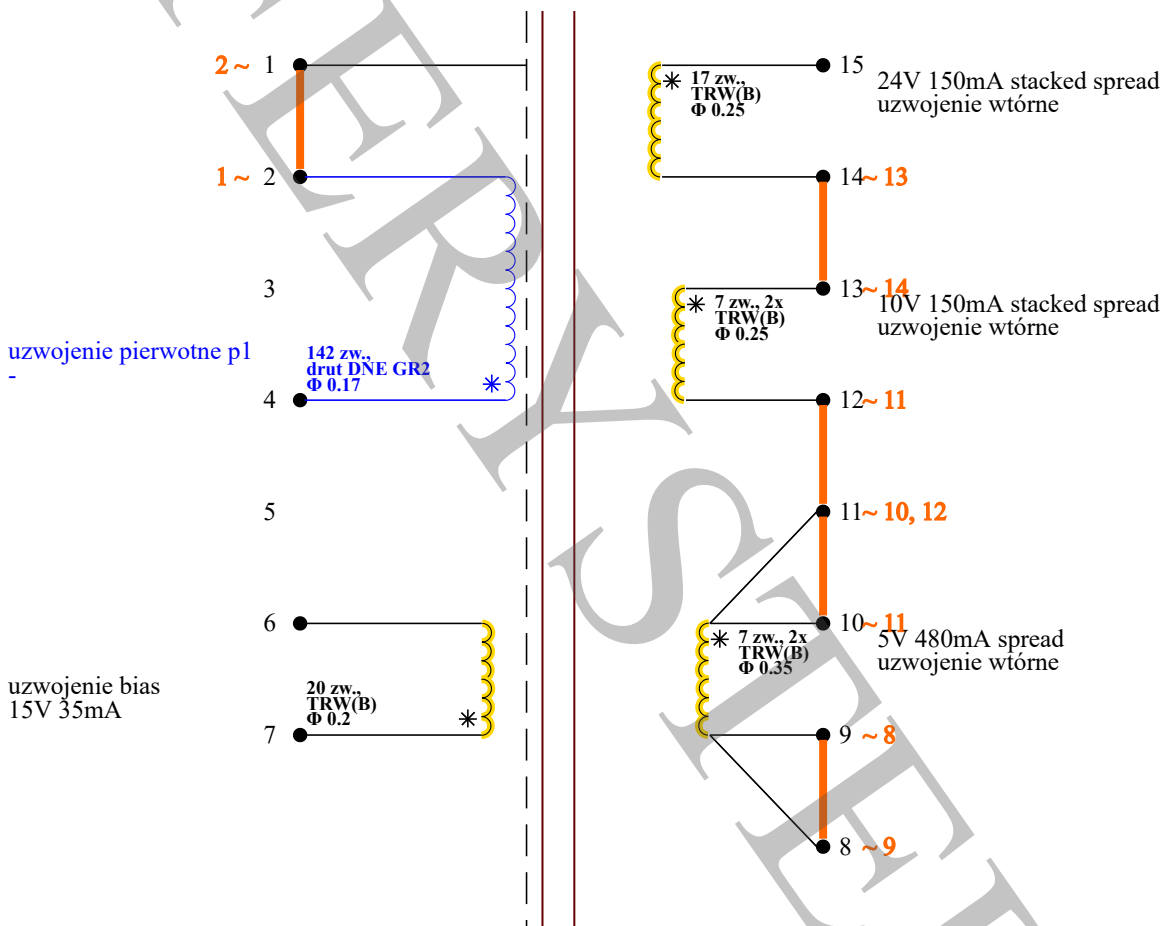 2 ~ 1
1 ~ 2
3
4
5
6
7
uzwojenie pierwotne p1
-
142 zw.,
drut DNE GR2
Φ 0.17
uzwojenie bias
15V 35mA
20 zw.,
TRW(B)
Φ 0.2
17 zw.,
TRW(B)
Φ 0.25
15
24V 150mA stacked spread
uzwojenie wtórne
14 ~ 13
13 ~ 14
7 zw., 2x
TRW(B)
Φ 0.25
10V 150mA stacked spread
uzwojenie wtórne
12 ~ 11
11 ~ 10, 12
10 ~ 11
7 zw., 2x
TRW(B)
Φ 0.35
5V 480mA spread
uzwojenie wtórne
9 ~ 8
8 ~ 9